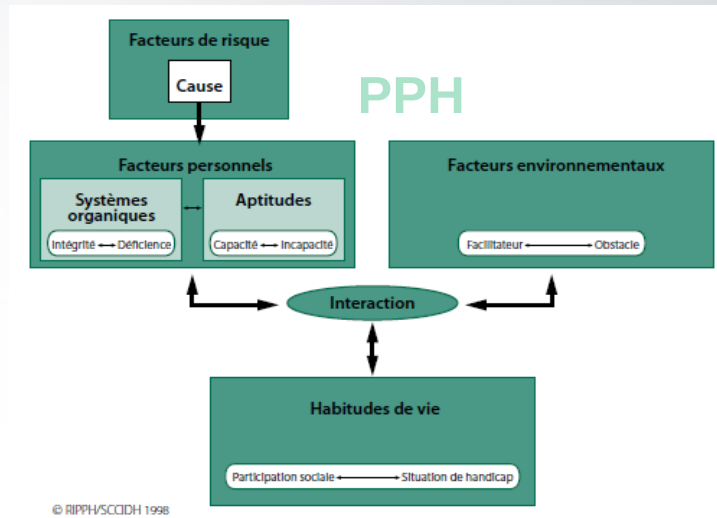 Facteurs de risque
Cause
PPH
Facteurs personnels
Systèmes
organiques
Intégrité Déficience
Aptitudes
Capacité Incapacité
Facteurs environnementaux
Facilitateur Obstacle
Interaction
Habitudes de vie
Participation sociale Situation de handicap
© RIPPH/SCCIDIH 1998